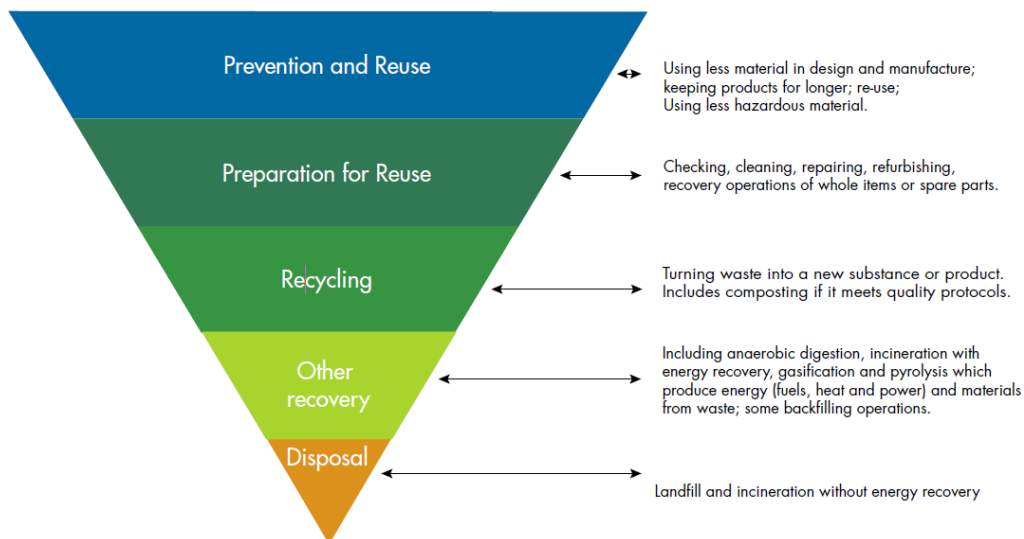 Prevention and Reuse
Using less material in design and manufacture;
keeping products for longer; re-use;
Using less hazardous material.
Preparation for Reuse
Checking, cleaning, repairing, refurbishing,
recovery operations of whole items or spare parts.
Recycling
Turning waste into a new substance or product.
Includes composting if it meets quality protocols.
Other
recovery
Including anaerobic digestion, incineration with
energy recovery, gasification and pyrolysis which
produce energy (fuels, heat and power) and materials
from waste; some backfilling operations.
Disposal
Landfill and incineration without energy recovery